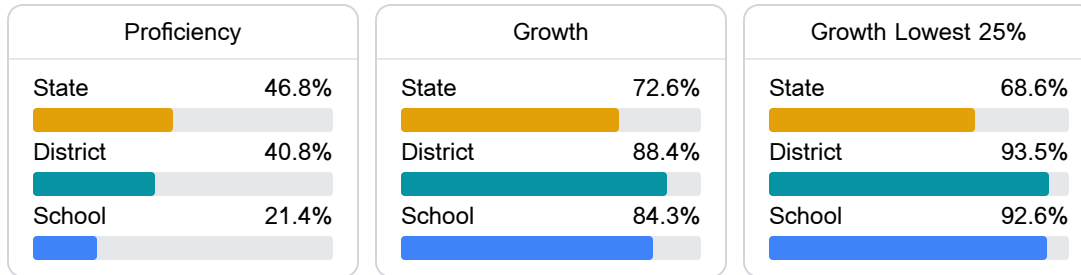 Proficiency
State 46.8%
District 40.8%
School 21.4%
Growth
State 72.6%
District 88.4%
School 84.3%
Growth Lowest 25%
State 68.6%
District 93.5%
School 92.6%